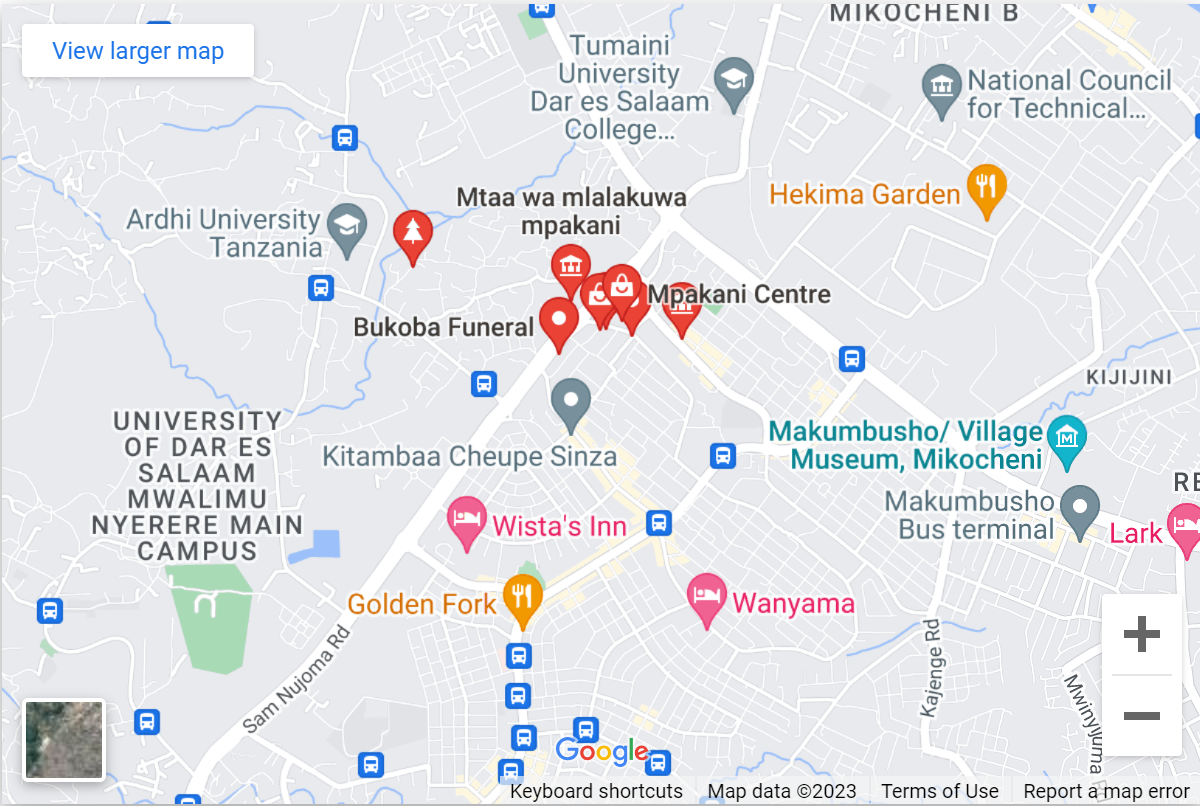 MIKOCHENI B
View larger map
Tumaini
University
Dar es Salaam
College...
National Council
for Technical...
Mtaa wa mlalakuwa
mpakani
Hekima Garden
Ardhi University
Tanzania
Mpakani Centre
Bukoba Funeral
KIJIJINI
UNIVERSITY
OF DAR ES
SALAAM
MWALIMU
NYERERE MAIN
CAMPUS
Kitambaa Cheupe Sinza
Makumbusho/ Village
Museum, Mikocheni
RE
Makumbusho
Bus terminal
Lark
Wista's Inn
Golden Fork
Wanyama
Sam Nujoma Rd
Kajenge Rd
Mwinyijuma
Google
Keyboard shortcuts
Map data ©2023
Terms of Use
Report a map error